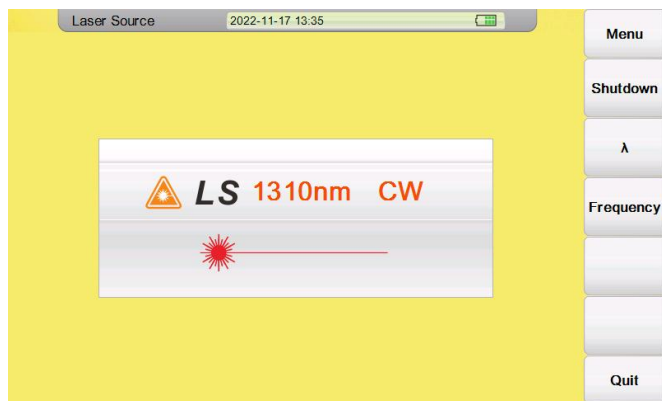 Laser Source 2022-11-17 13:35
Menu
Shutdown
λ
LS 1310nm CW
Frequency
Quit